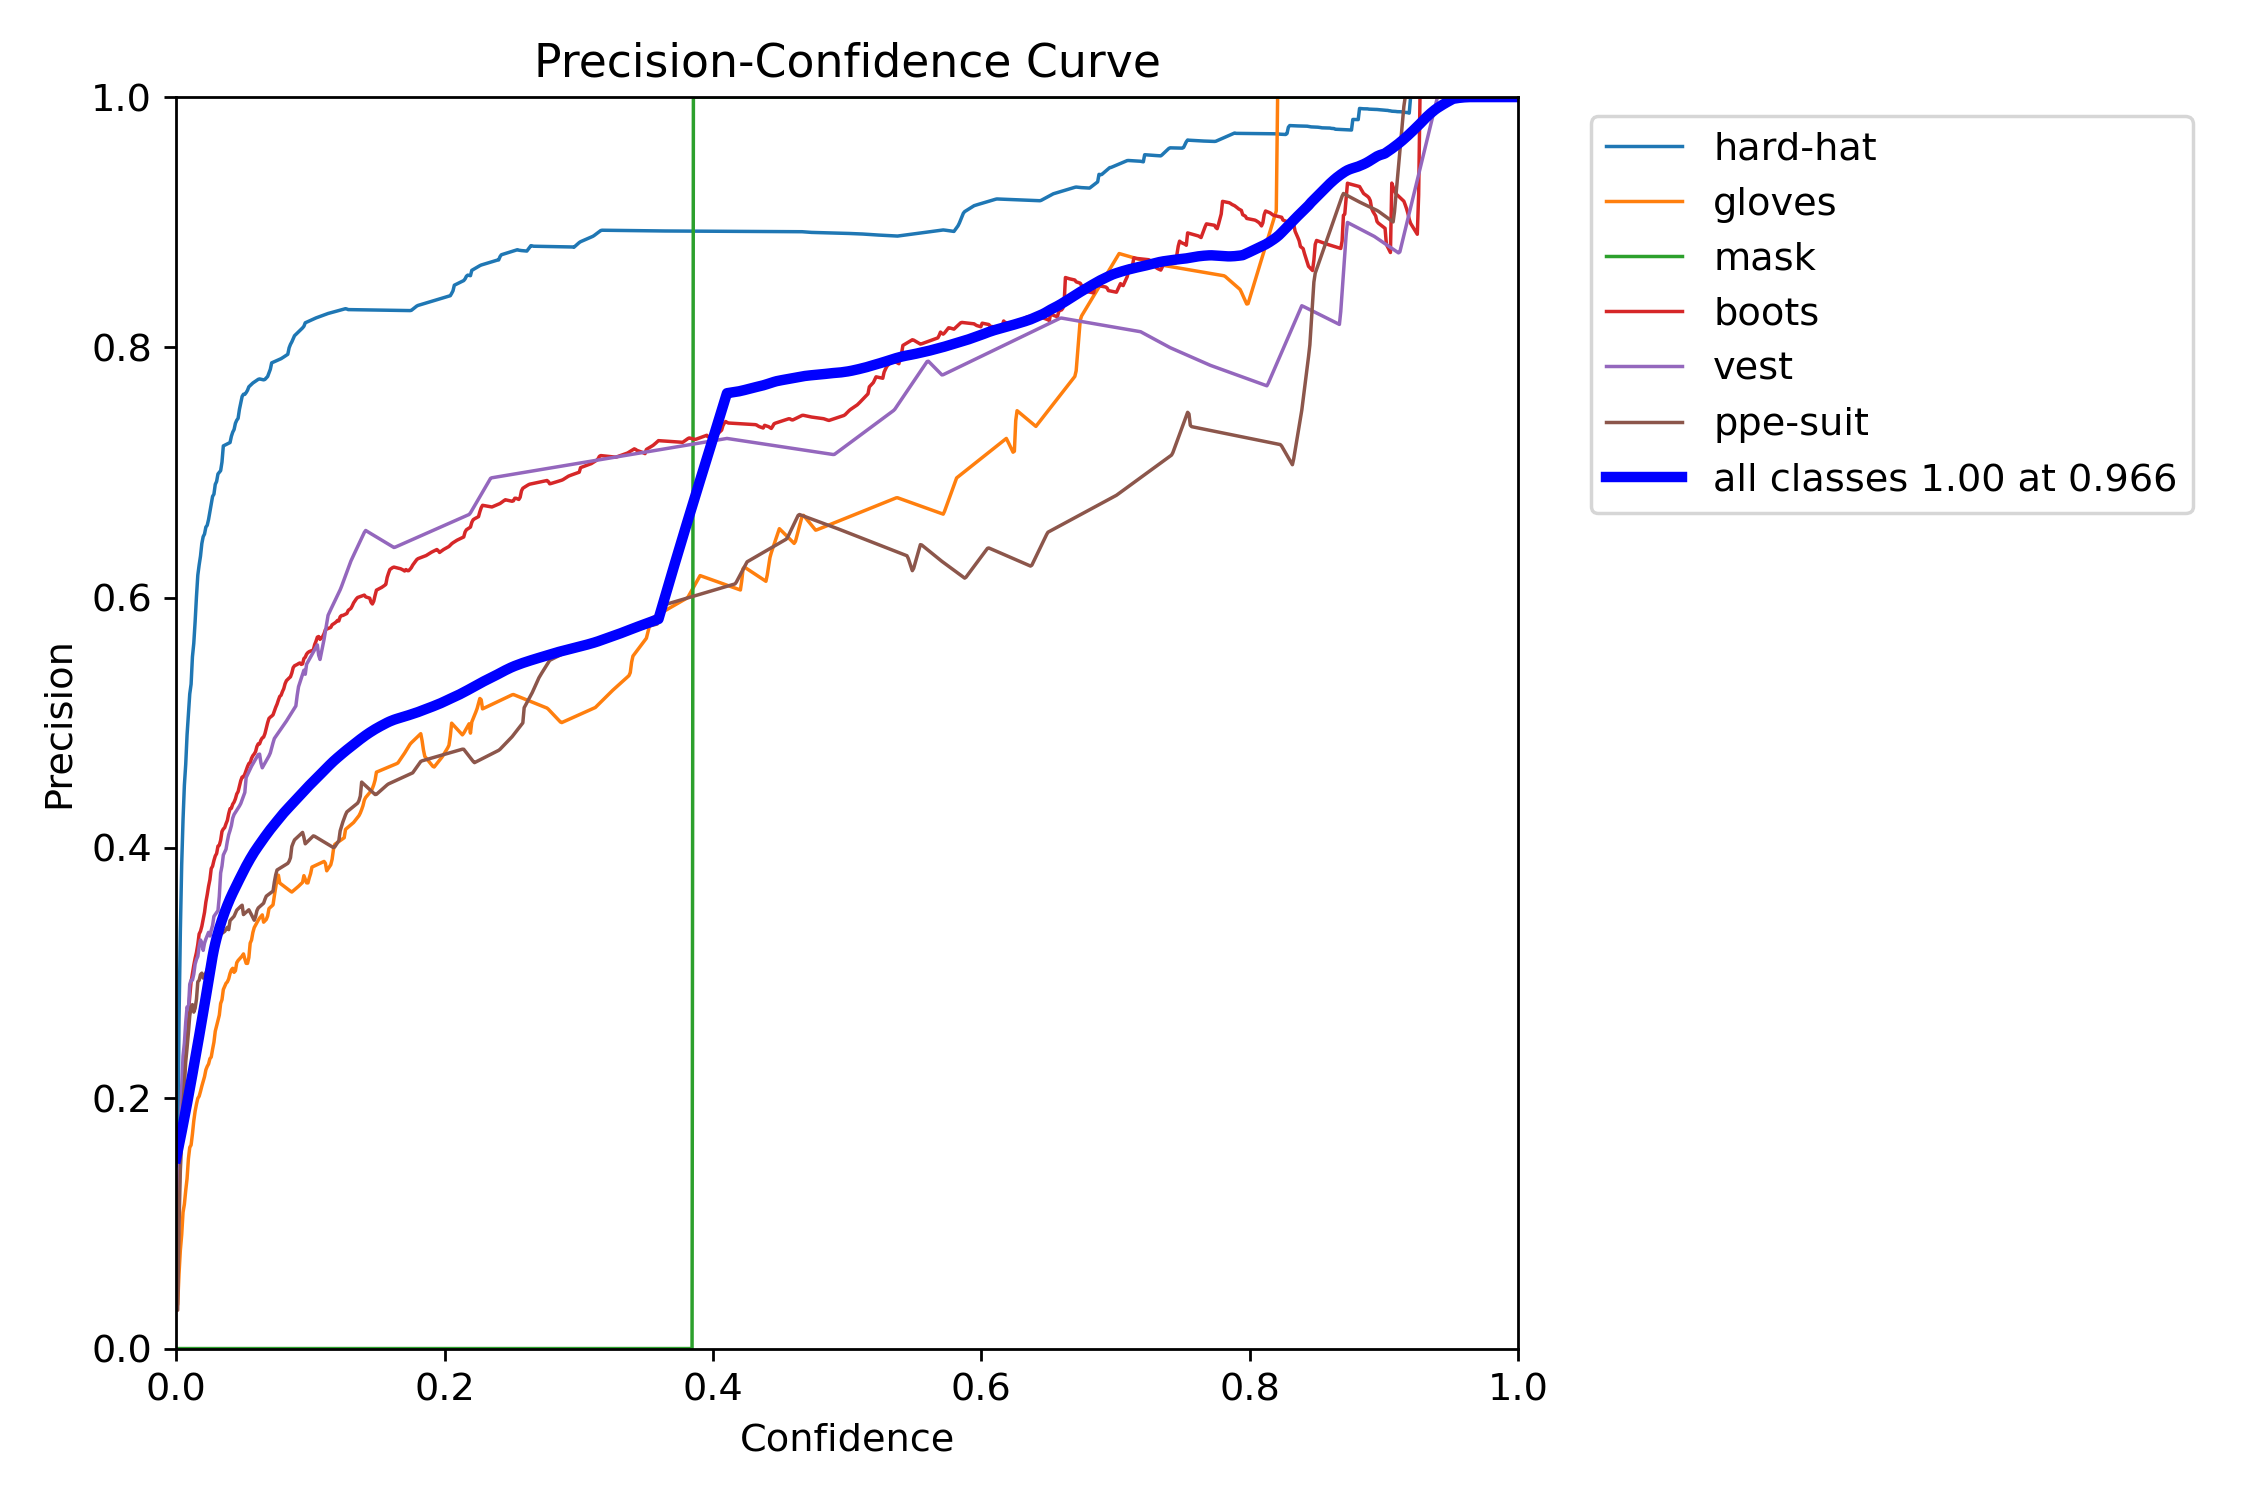 Precision-Confidence Curve
1.0
0.8
0.6
0.4
0.2
0.0
Precision
0.0 0.2 0.4 0.6 0.8 1.0
Confidence
hard-hat
gloves
mask
boots
vest
ppe-suit
all classes 1.00 at 0.966